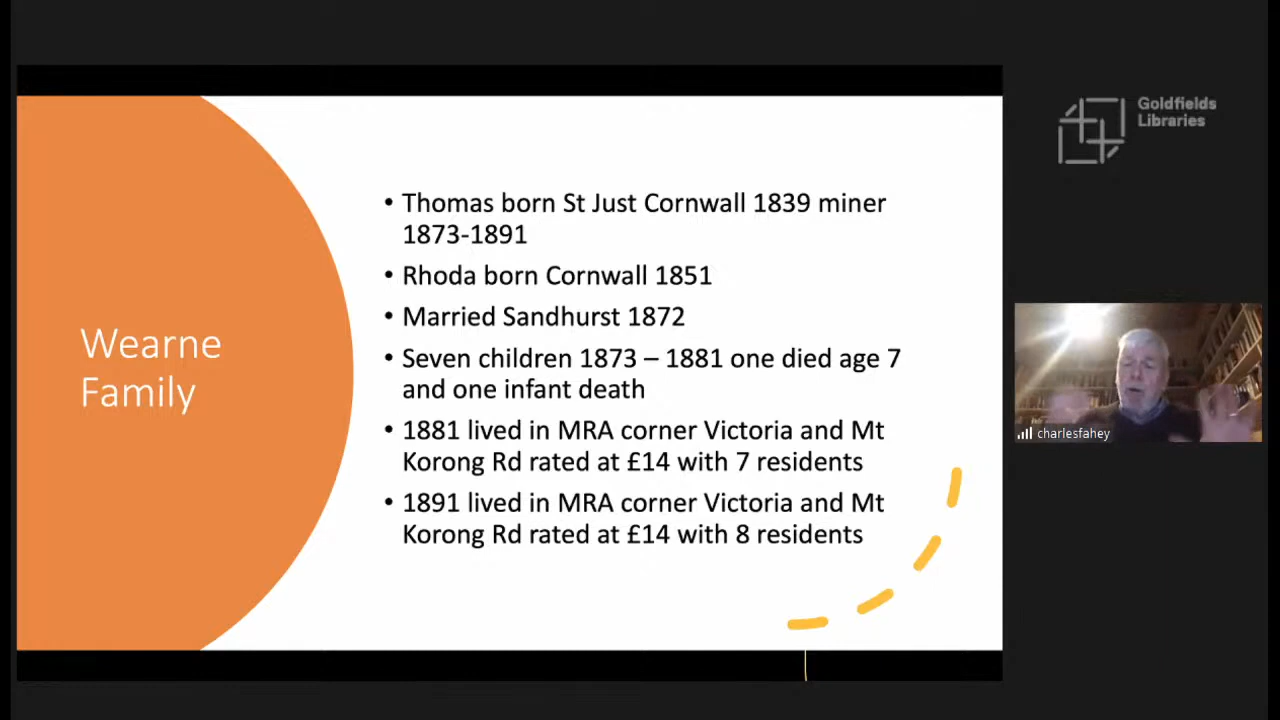 Wearne
Family
• Thomas born St Just Cornwall 1839 miner
1873-1891
• Rhoda born Cornwall 1851
• Married Sandhurst 1872
• Seven children 1873 – 1881 one died age 7
and one infant death
• 1881 lived in MRA corner Victoria and Mt
Korong Rd rated at £14 with 7 residents
• 1891 lived in MRA corner Victoria and Mt
Korong Rd rated at £14 with 8 residents
Goldfields
Libraries
charlesfahey